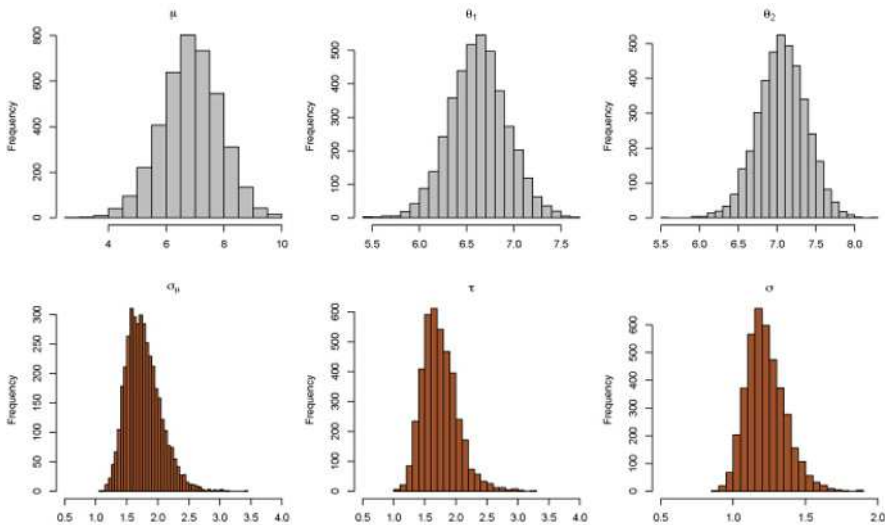 μ
θ1
θ2
Frequency
0 200 400 600 800
4 6 8 10
Frequency
0 100 200 300 400 500
5.5 6.0 6.5 7.0 7.5
Frequency
0 100 200 300 400 500
5.5 6.0 6.5 7.0 7.5 8.0
σμ
τ
σ
Frequency
0 50 100 150 200 250 300
0.5 1.0 1.5 2.0 2.5 3.0 3.5 4.0
Frequency
0 100 200 300 400 500 600
0.5 1.0 1.5 2.0 2.5 3.0 3.5 4.0
Frequency
0 100 200 300 400 500 600
0.5 1.0 1.5 2.0